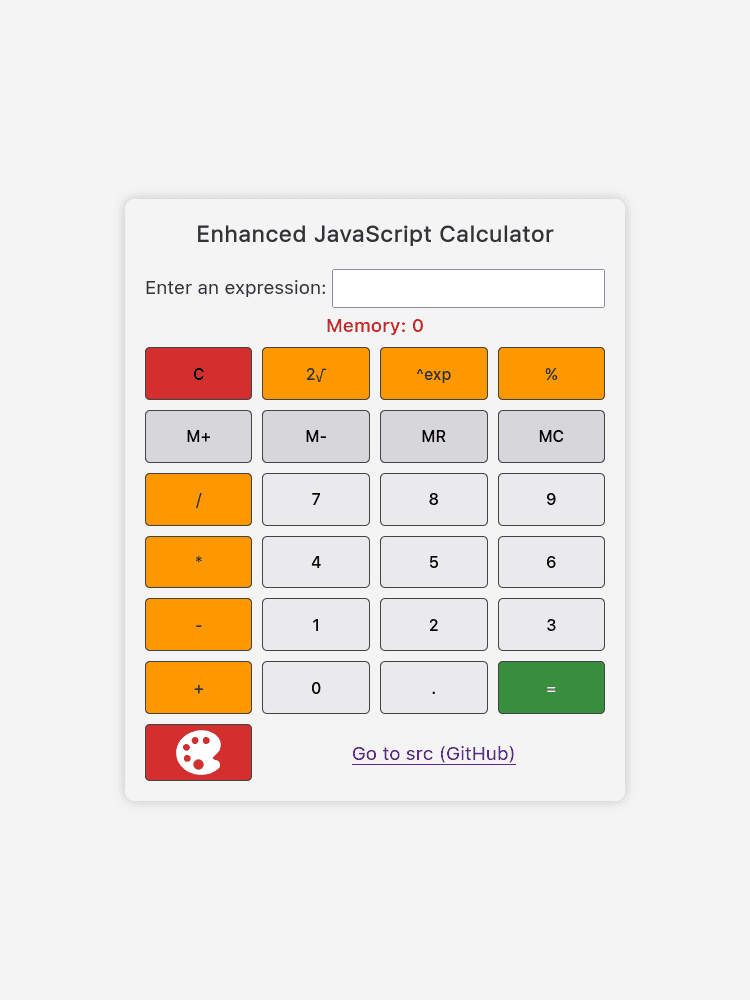 Enhanced JavaScript Calculator
Enter an expression:
Memory: 0
C 2√ ^exp %
M+ M- MR MC
/ 7 8 9
* 4 5 6
- 1 2 3
+ 0 . =
Go to src (GitHub)